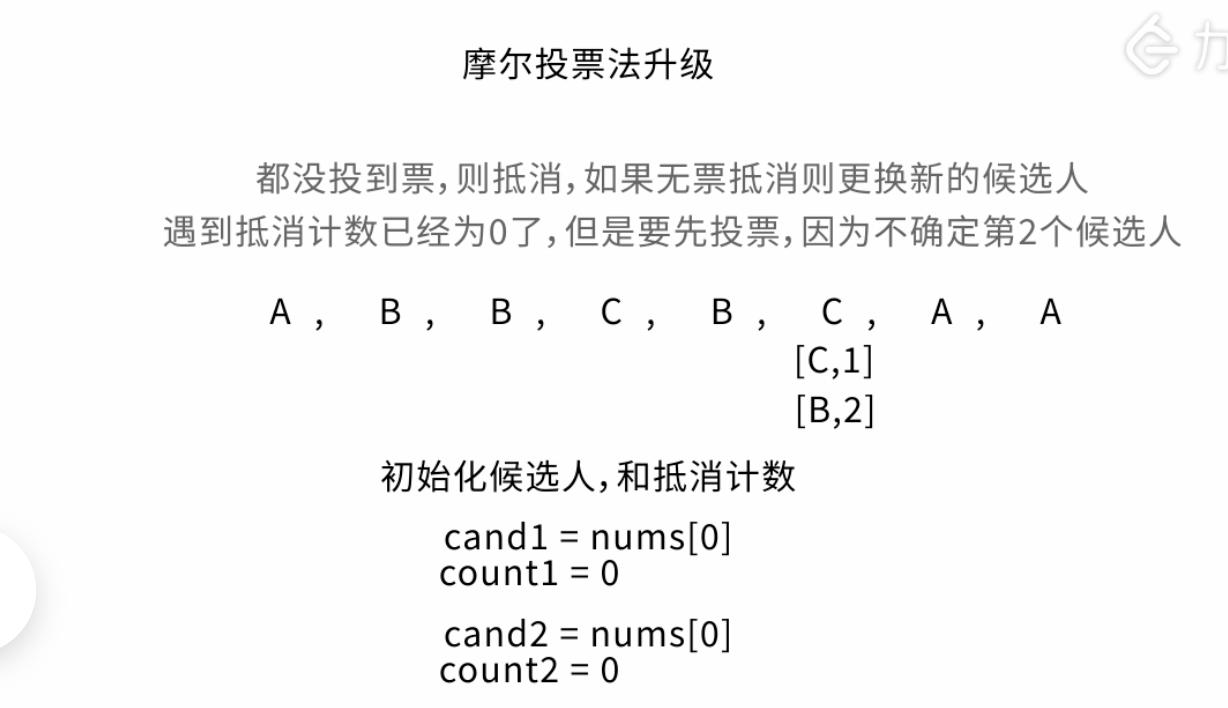 摩尔投票法升级
都没投到票,则抵消,如果无票抵消则更换新的候选人
遇到抵消计数已经为0了,但是要先投票,因为不确定第2个候选人
A , B , B , C , B , C , A , A
[C,1]
[B,2]
初始化候选人,和抵消计数
cand1 = nums[0]
count1 = 0
cand2 = nums[0]
count2 = 0